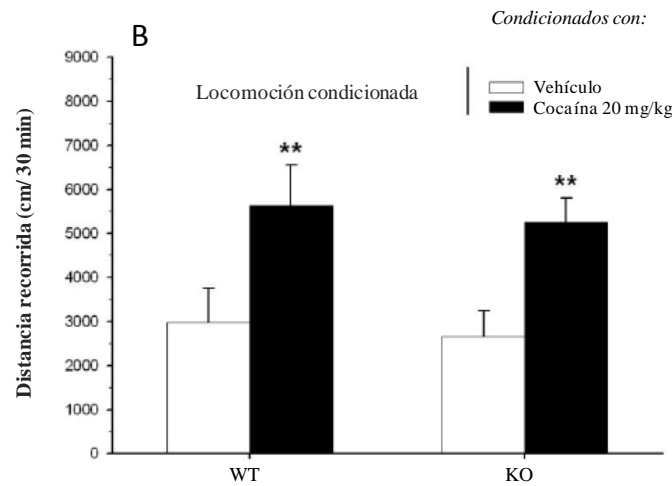 Condicionados con:
B
Locomoción condicionada
Vehículo
Cocaína 20 mg/kg
Distancia recorrida (cm/ 30 min)
9000
8000
7000
6000
5000
4000
3000
2000
1000
0
**
**
WT
KO